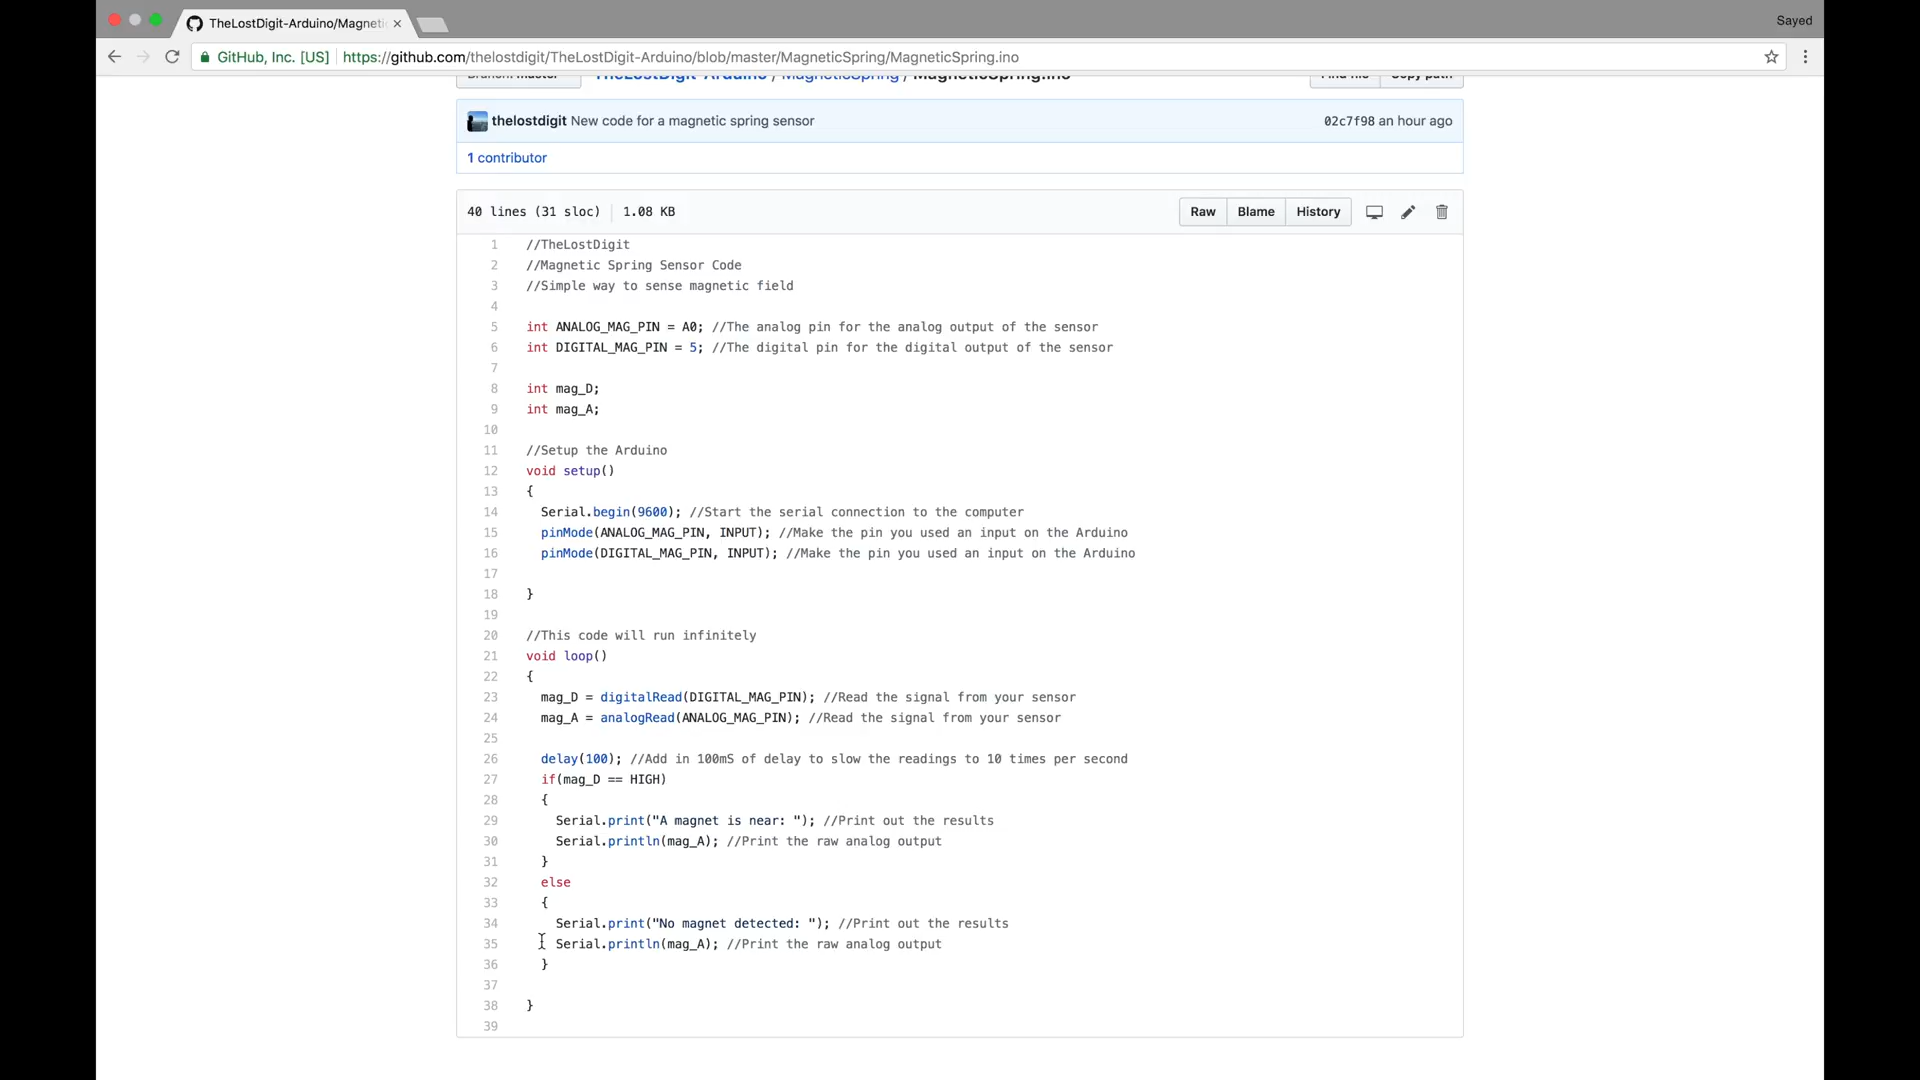 TheLostDigit-Arduino/Magneti
Sayed
GitHub, Inc. [US] https://github.com/thelostdigit/TheLostDigit-Arduino/blob/master/MagneticSpring/MagneticSpring.ino
Branch: master TheLostDigit-Arduino / MagneticSpring / MagneticSpring.ino Find file Copy path
thelostdigit New code for a magnetic spring sensor 02c7f98 an hour ago
1 contributor
40 lines (31 sloc) 1.08 KB Raw Blame History
1 //TheLostDigit
2 //Magnetic Spring Sensor Code
3 //Simple way to sense magnetic field
4
5 int ANALOG_MAG_PIN = A0; //The analog pin for the analog output of the sensor
6 int DIGITAL_MAG_PIN = 5; //The digital pin for the digital output of the sensor
7
8 int mag_D;
9 int mag_A;
10
11 //Setup the Arduino
12 void setup()
13 {
14 Serial.begin(9600); //Start the serial connection to the computer
15 pinMode(ANALOG_MAG_PIN, INPUT); //Make the pin you used an input on the Arduino
16 pinMode(DIGITAL_MAG_PIN, INPUT); //Make the pin you used an input on the Arduino
17
18 }
19
20 //This code will run infinitely
21 void loop()
22 {
23 mag_D = digitalRead(DIGITAL_MAG_PIN); //Read the signal from your sensor
24 mag_A = analogRead(ANALOG_MAG_PIN); //Read the signal from your sensor
25
26 delay(100); //Add in 100mS of delay to slow the readings to 10 times per second
27 if(mag_D == HIGH)
28 {
29 Serial.print("A magnet is near: "); //Print out the results
30 Serial.println(mag_A); //Print the raw analog output
31 }
32 else
33 {
34 Serial.print("No magnet detected: "); //Print out the results
35 Serial.println(mag_A); //Print the raw analog output
36 }
37
38 }
39